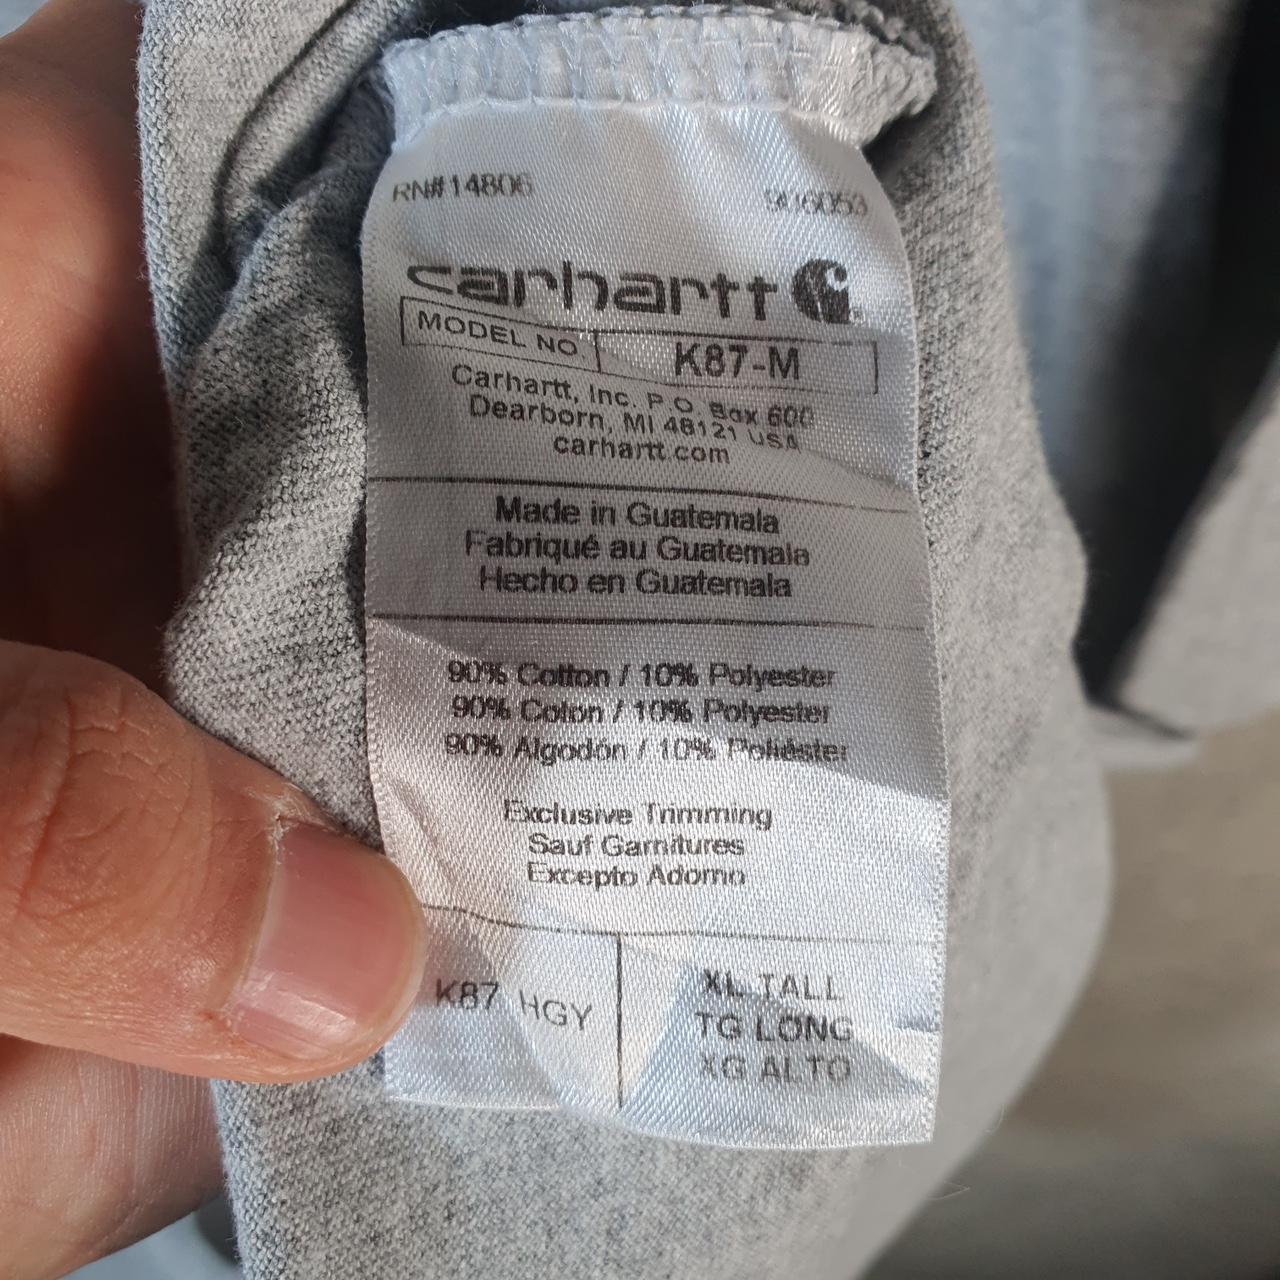 RN#14806 906053
carhartt
MODEL NO K87-M
Carhartt, Inc. P.O. Box 600
Dearborn, MI 48121 USA
carhartt.com
Made in Guatemala
Fabriqué au Guatemala
Hecho en Guatemala
90% Cotton / 10% Polyester
90% Coton / 10% Polyester
90% Algodón / 10% Poliéster
Exclusive Trimming
Sauf Garnitures
Excepto Adorno
K87 HGY
XL TALL
TG LONG
XG ALTO